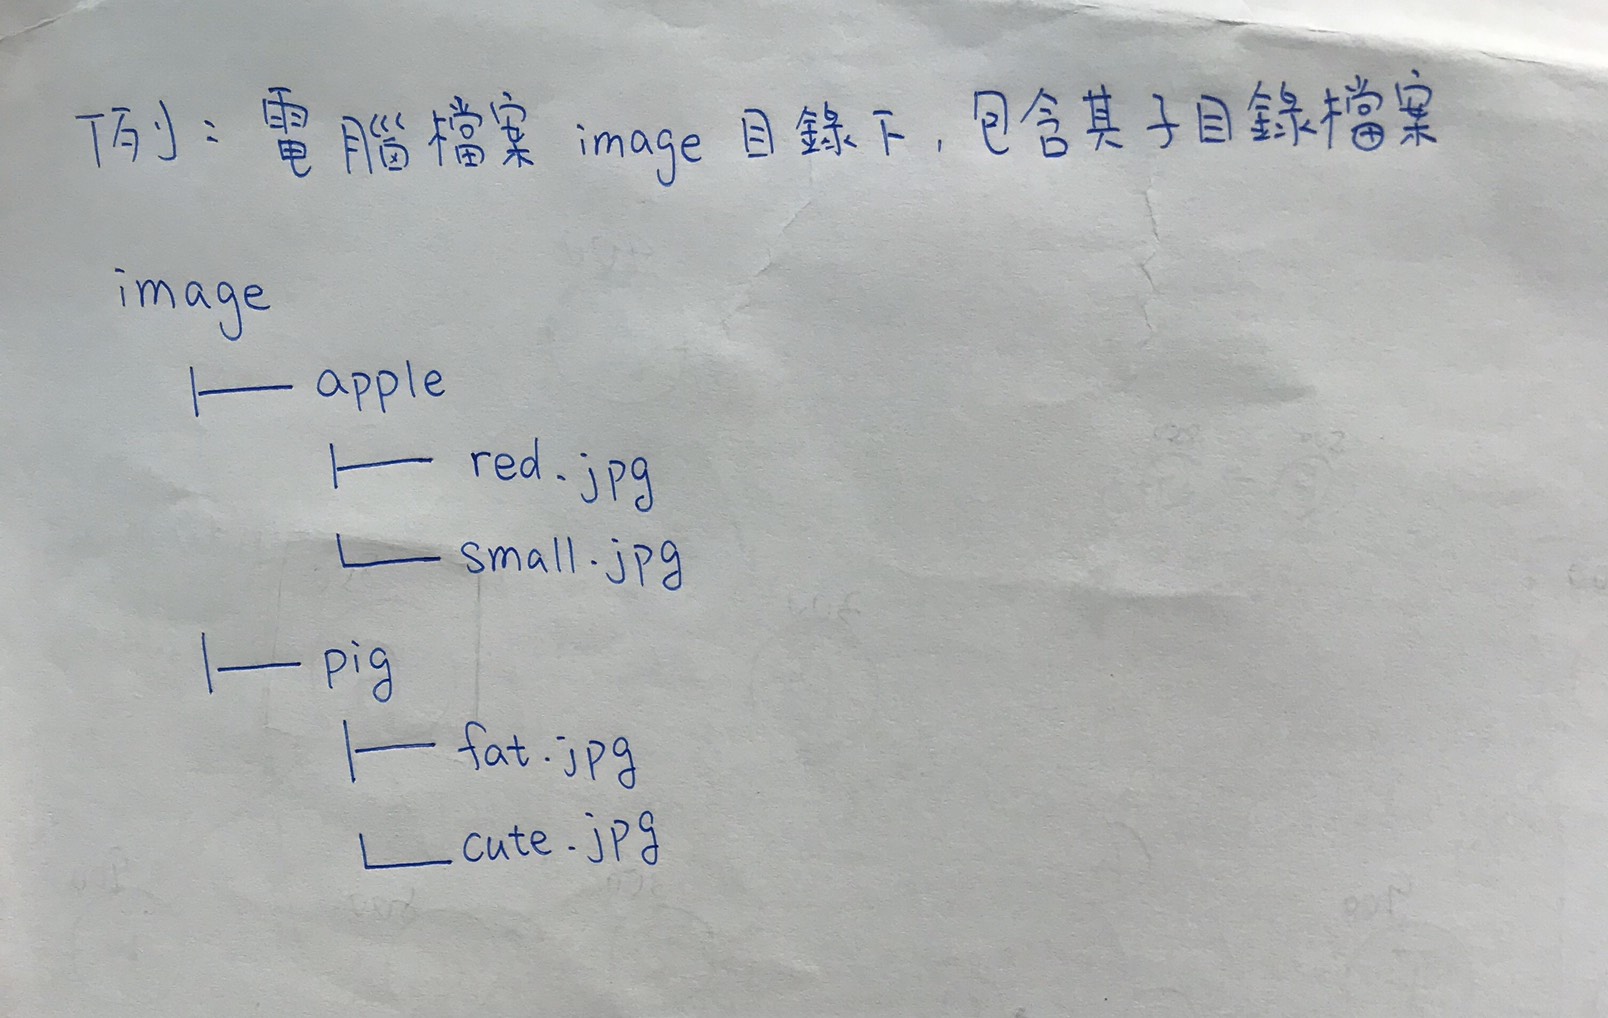 例：電腦檔案 image 目錄下，包含其子目錄檔案
image
├── apple
├── red.jpg
└── small.jpg
├── pig
├── fat.jpg
└── cute.jpg